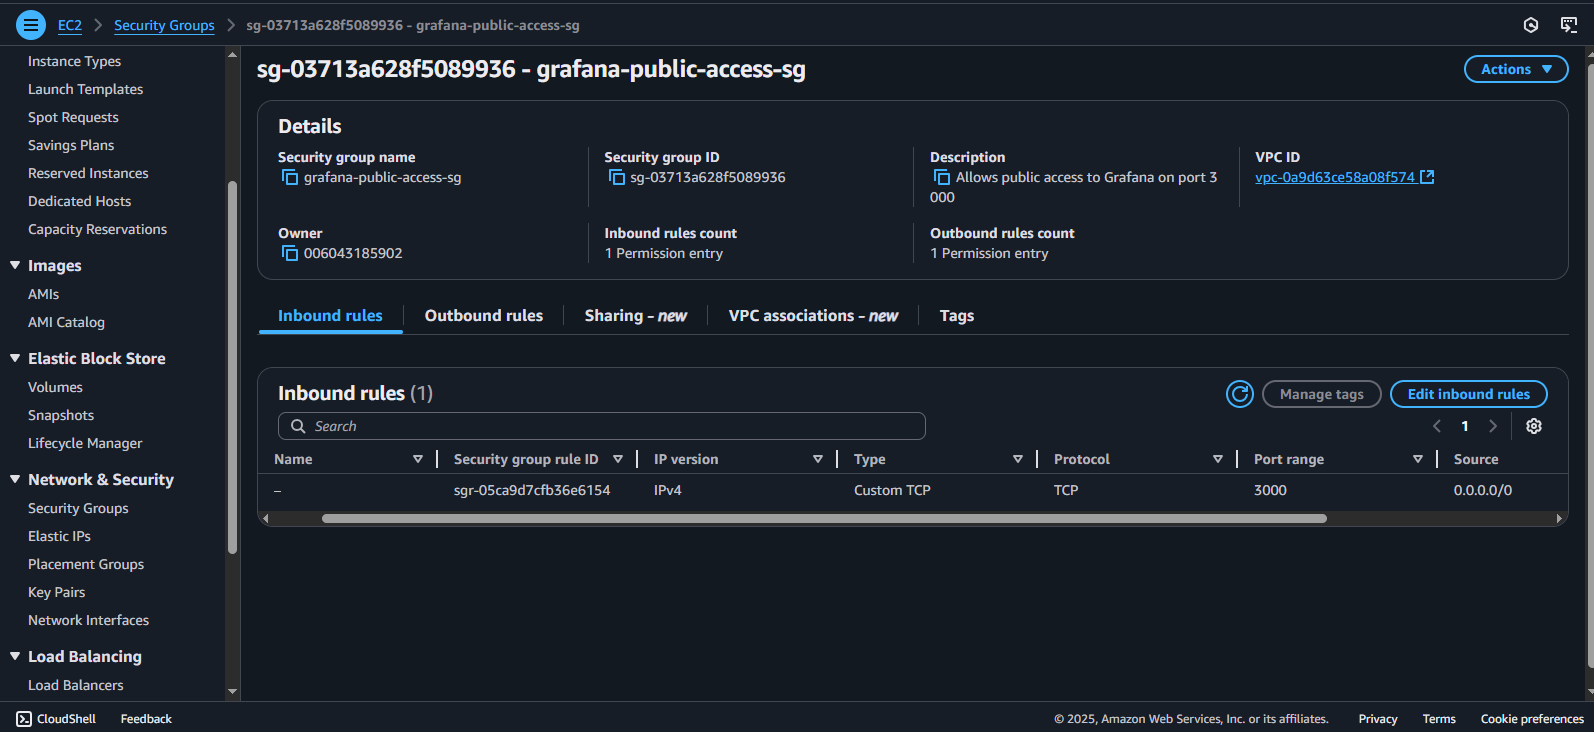 EC2
Security Groups
sg-03713a628f5089936 - grafana-public-access-sg
Instance Types
Launch Templates
Spot Requests
Savings Plans
Reserved Instances
Dedicated Hosts
Capacity Reservations
Images
AMIs
AMI Catalog
Elastic Block Store
Volumes
Snapshots
Lifecycle Manager
Network & Security
Security Groups
Elastic IPs
Placement Groups
Key Pairs
Network Interfaces
Load Balancing
Load Balancers
sg-03713a628f5089936 - grafana-public-access-sg
Actions
Details
Security group name
grafana-public-access-sg
Security group ID
sg-03713a628f5089936
Description
Allows public access to Grafana on port 3
000
VPC ID
vpc-0a9d63ce58a08f574
Owner
006043185902
Inbound rules count
1 Permission entry
Outbound rules count
1 Permission entry
Inbound rules
Outbound rules
Sharing – new
VPC associations – new
Tags
Inbound rules (1)
Manage tags
Edit inbound rules
Search
1
Name Security group rule ID IP version Type Protocol Port range Source
– sgr-05ca9d7cfb36e6154 IPv4 Custom TCP TCP 3000 0.0.0.0/0
CloudShell
Feedback
© 2025, Amazon Web Services, Inc. or its affiliates.
Privacy
Terms
Cookie preferences